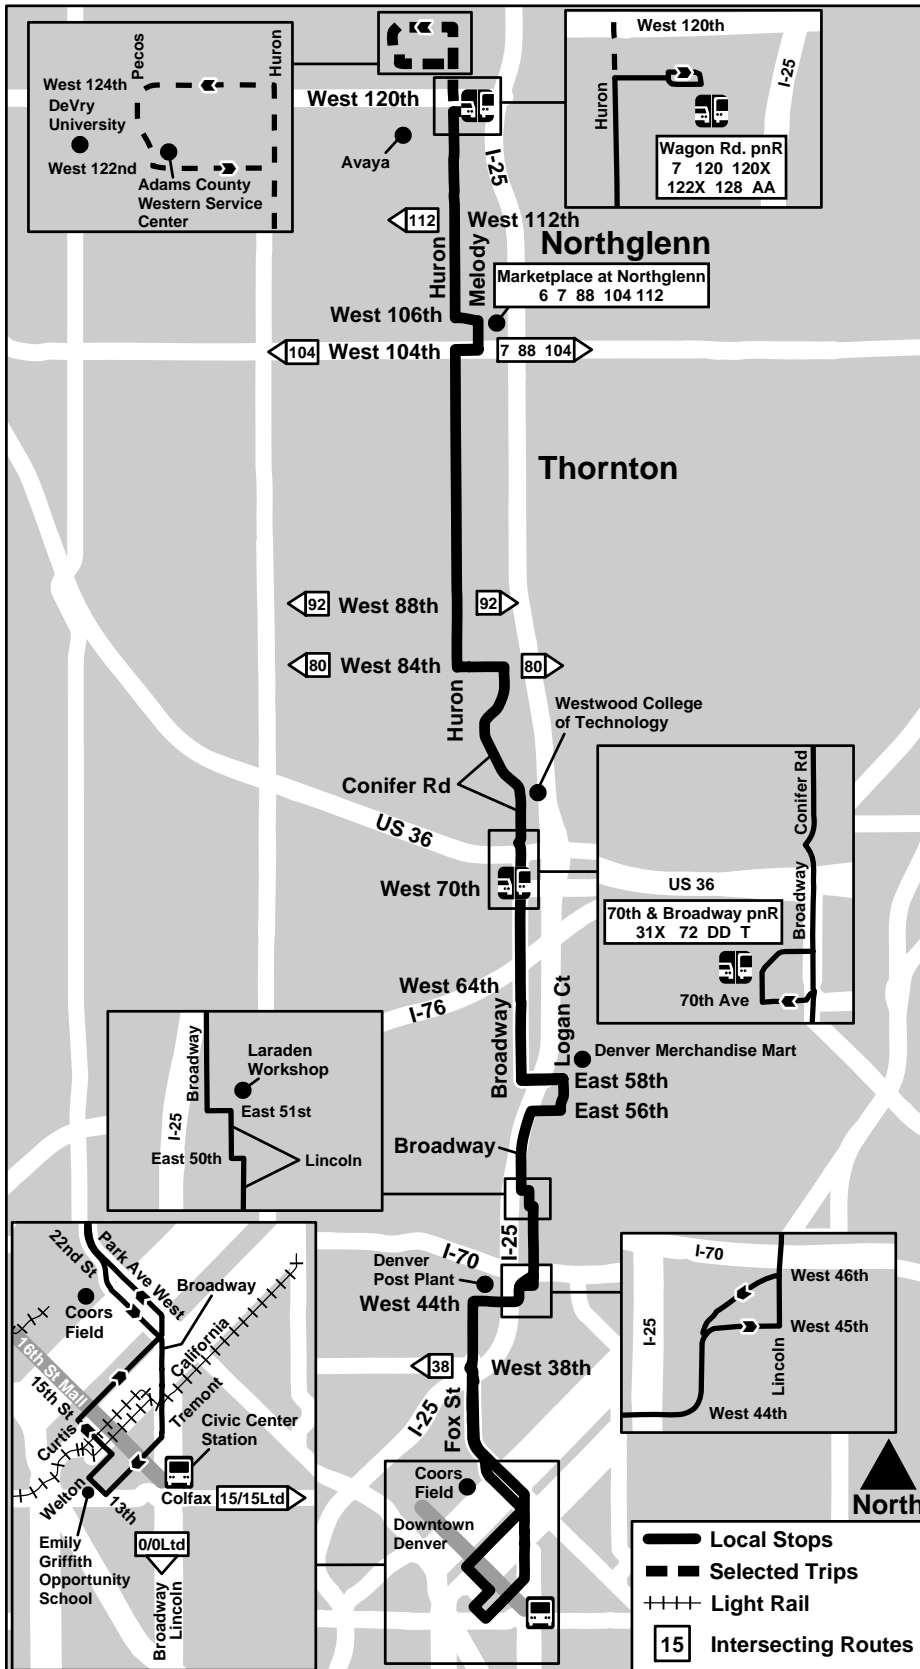 Pecos
Huron
West 124th
DeVry
University
West 122nd
Adams County
Western Service
Center
West 120th
Avaya
I-25
West 120th
I-25
Huron
Wagon Rd. pnR
7 120 120X
122X 128 AA
112
West 112th
Northglenn
Huron
Melody
Marketplace at Northglenn
6 7 88 104 112
West 106th
104
West 104th
7 88 104
Thornton
92
West 88th
92
80
West 84th
80
Huron
Westwood College
of Technology
Conifer Rd
US 36
West 70th
Conifer Rd
Broadway
US 36
70th & Broadway pnR
31X 72 DD T
70th Ave
West 64th
I-76
Broadway
Logan Ct
Denver Merchandise Mart
East 58th
East 56th
Broadway
Broadway
I-25
Laraden
Workshop
East 51st
East 50th
Lincoln
I-70
I-25
Denver
Post Plant
West 44th
I-70
I-25
West 46th
West 45th
Lincoln
West 44th
38
West 38th
I-25
Fox St
Coors
Field
Downtown
Denver
22nd St
Park Ave West
Broadway
Coors
Field
California
16th St Mall
15th St
Curtis
Tremont
Civic Center
Station
Welton
13th
Colfax
15/15Ltd
Emily
Griffith
Opportunity
School
0/0Ltd
Broadway
Lincoln
North
Local Stops
Selected Trips
Light Rail
15 Intersecting Routes